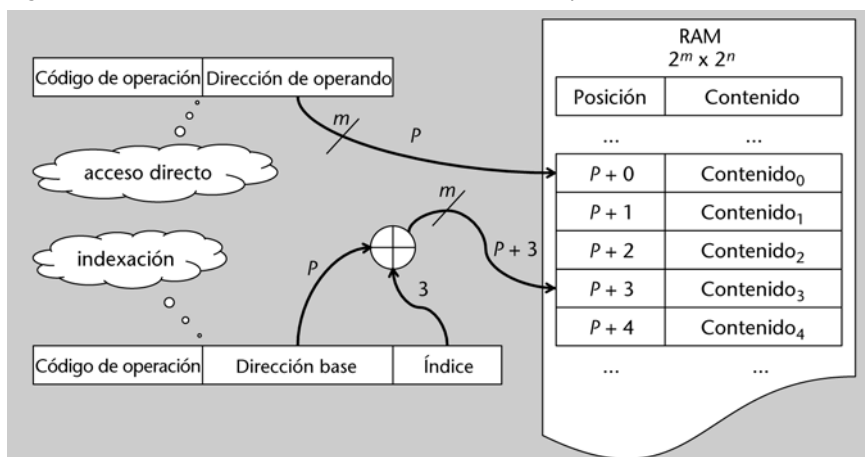 Código de operación Dirección de operando
acceso directo
m
P
indexación
P
3
m
P + 3
Código de operación Dirección base Índice
RAM
2^m x 2^n
Posición Contenido
... ...
P + 0 Contenido₀
P + 1 Contenido₁
P + 2 Contenido₂
P + 3 Contenido₃
P + 4 Contenido₄
... ...